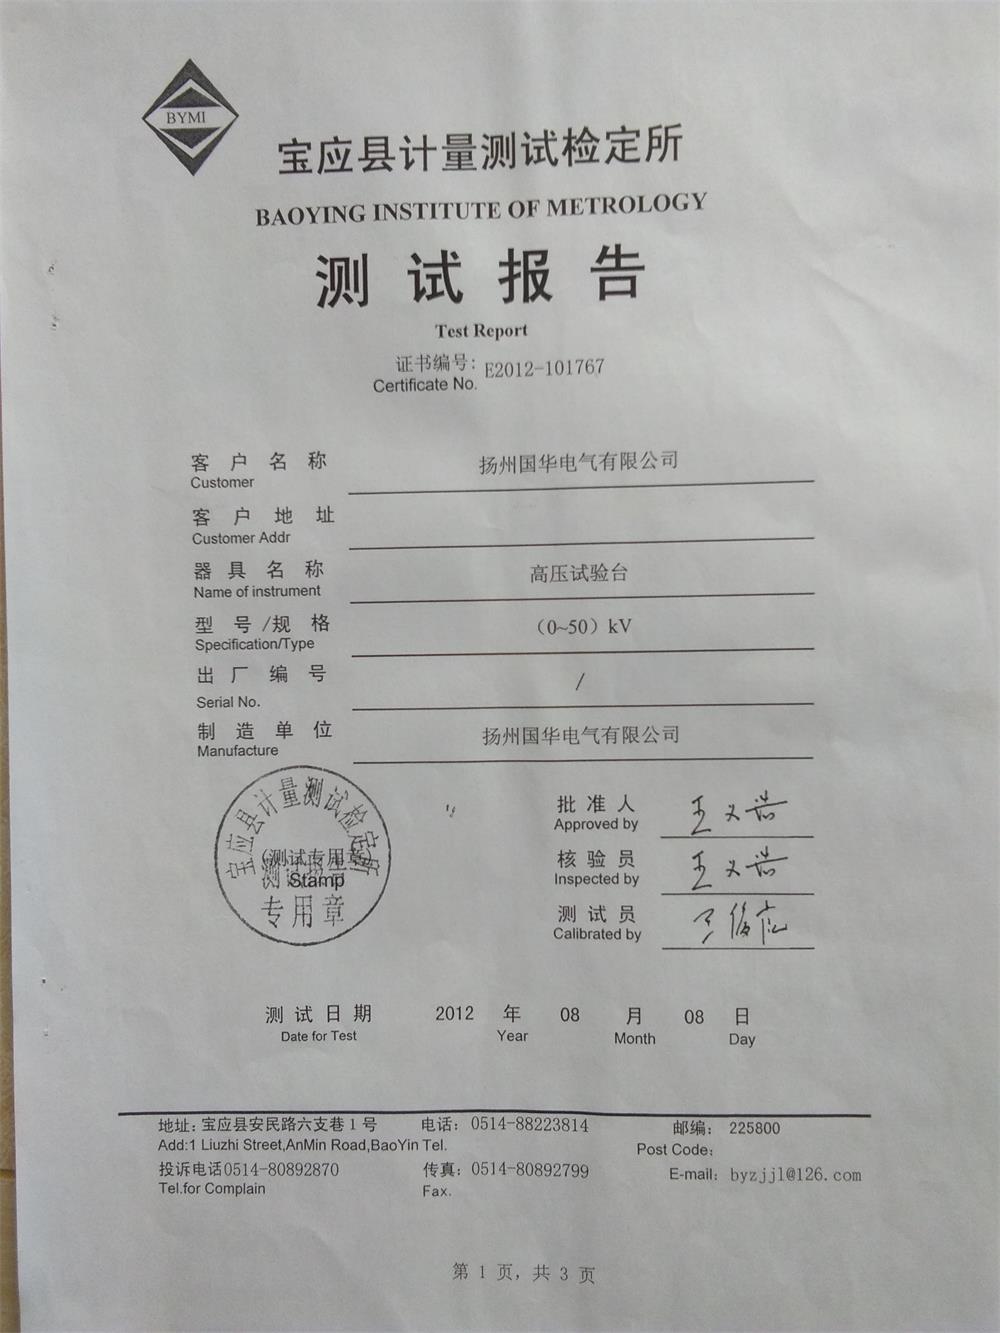 BYMI
宝应县计量测试检定所
BAOYING INSTITUTE OF METROLOGY
测试报告
Test Report
证书编号: E2012-101767
Certificate No.
客户名称 扬州国华电气有限公司
Customer
客户地址
Customer Addr
器具名称 高压试验台
Name of instrument
型号/规格 （0~50）kV
Specification/Type
出厂编号 /
Serial No.
制造单位 扬州国华电气有限公司
Manufacture
宝应县计量测试检定所
(测试专用章)
Stamp
专用章
批准人 王又浩
Approved by
核验员 王又浩
Inspected by
测试员
Calibrated by
测试日期 2012 年 08 月 08 日
Date for Test Year Month Day
地址: 宝应县安民路六支巷1号 电话: 0514-88223814 邮编: 225800
Add:1 Liuzhi Street,AnMin Road,BaoYin Tel. Post Code:
投诉电话0514-80892870 传真: 0514-80892799 E-mail: byzjjl@126.com
Tel.for Complain Fax.
第 1 页, 共 3 页